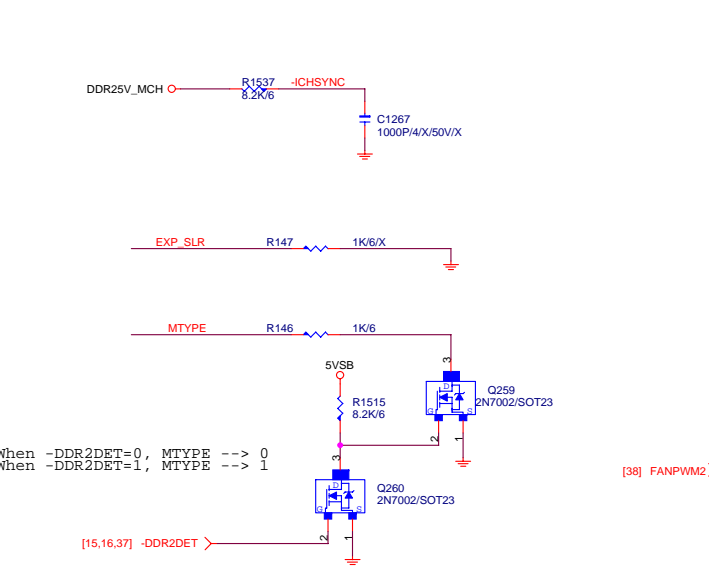 R1537
-ICHSYNC
DDR25V_MCH
8.2K/6
C1267
1000P/4/X/50V/X
EXP_SLR
R147
1K/6/X
MTYPE
R146
1K/6
5VSB
3
D
Q259
R1515
2N7002/SOT23
8.2K/6
G
S
2
1
When -DDR2DET=0, MTYPE --> 0
When -DDR2DET=1, MTYPE --> 1
3
[38] FANPWM2
D
Q260
2N7002/SOT23
G
S
2
1
[15,16,37] -DDR2DET